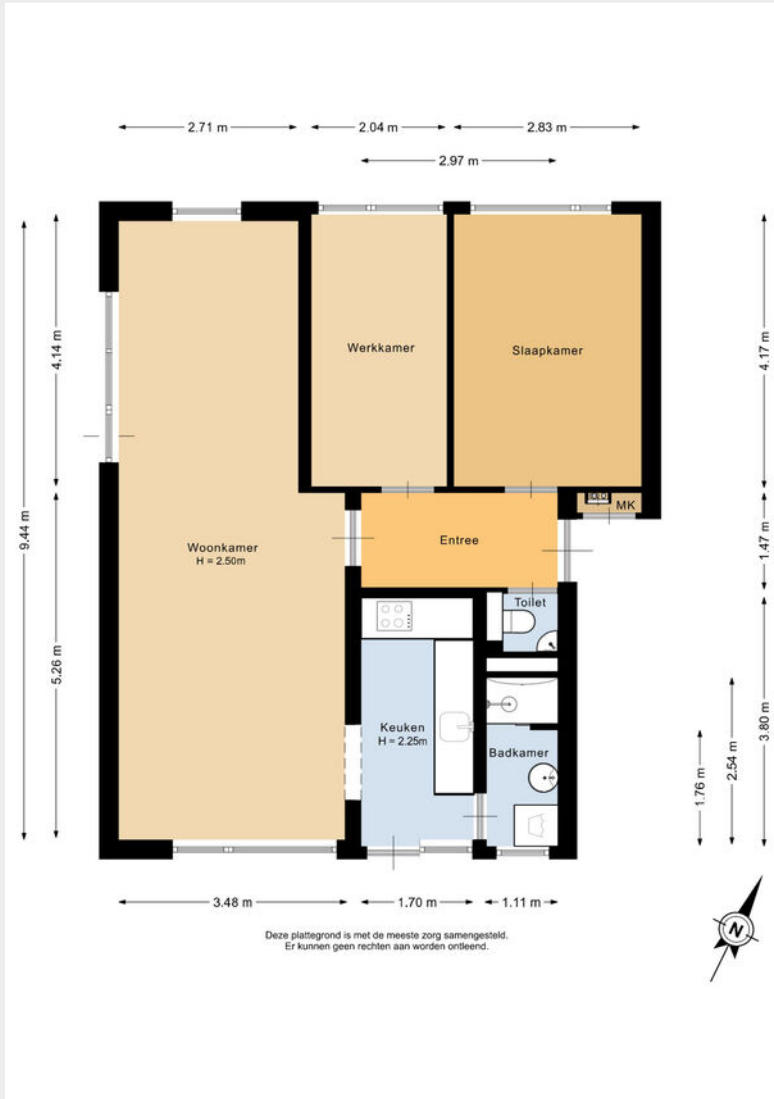 2.71 m
2.04 m
2.83 m
2.97 m
4.14 m
9.44 m
5.26 m
4.17 m
1.47 m
3.80 m
2.54 m
1.76 m
Werkkamer
Slaapkamer
MK
Woonkamer
H = 2.50m
Entree
Toilet
Keuken
H = 2.25m
Badkamer
3.48 m
1.70 m
1.11 m
N
Deze plattegrond is met de meeste zorg samengesteld.
Er kunnen geen rechten aan worden ontleend.